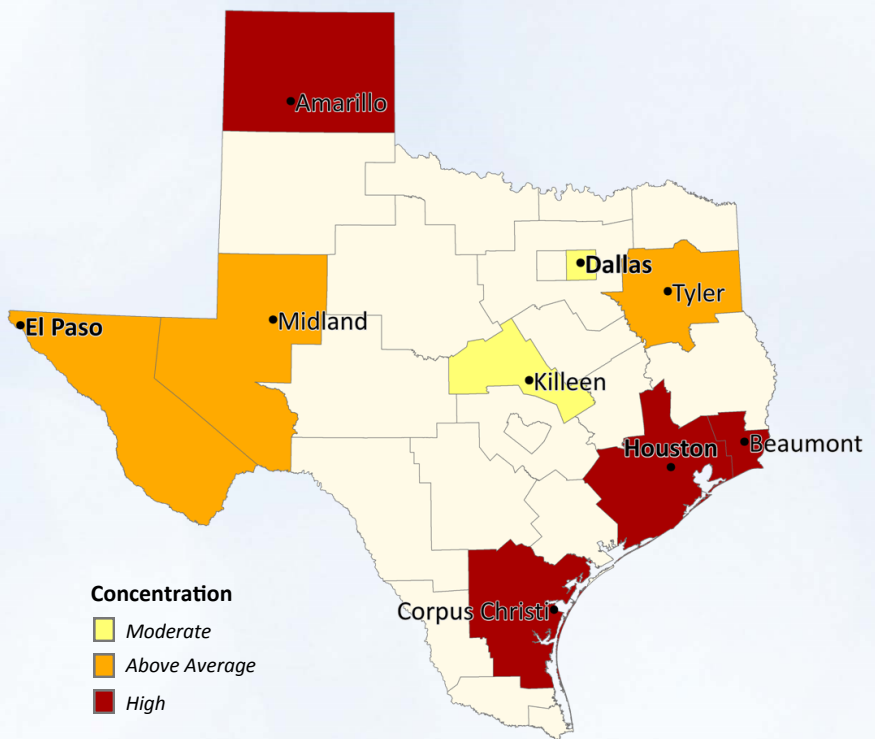 Amarillo
Dallas
Tyler
El Paso
Midland
Killeen
Houston
Beaumont
Corpus Christi
Concentration
Moderate
Above Average
High